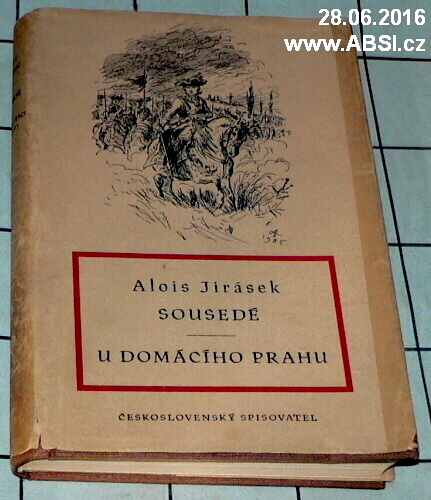 28.06.2016
www.ABSI.cz
Alois Jirásek
SOUSEDÉ
U DOMÁCÍHO PRAHU
ČESKOSLOVENSKÝ SPISOVATEL